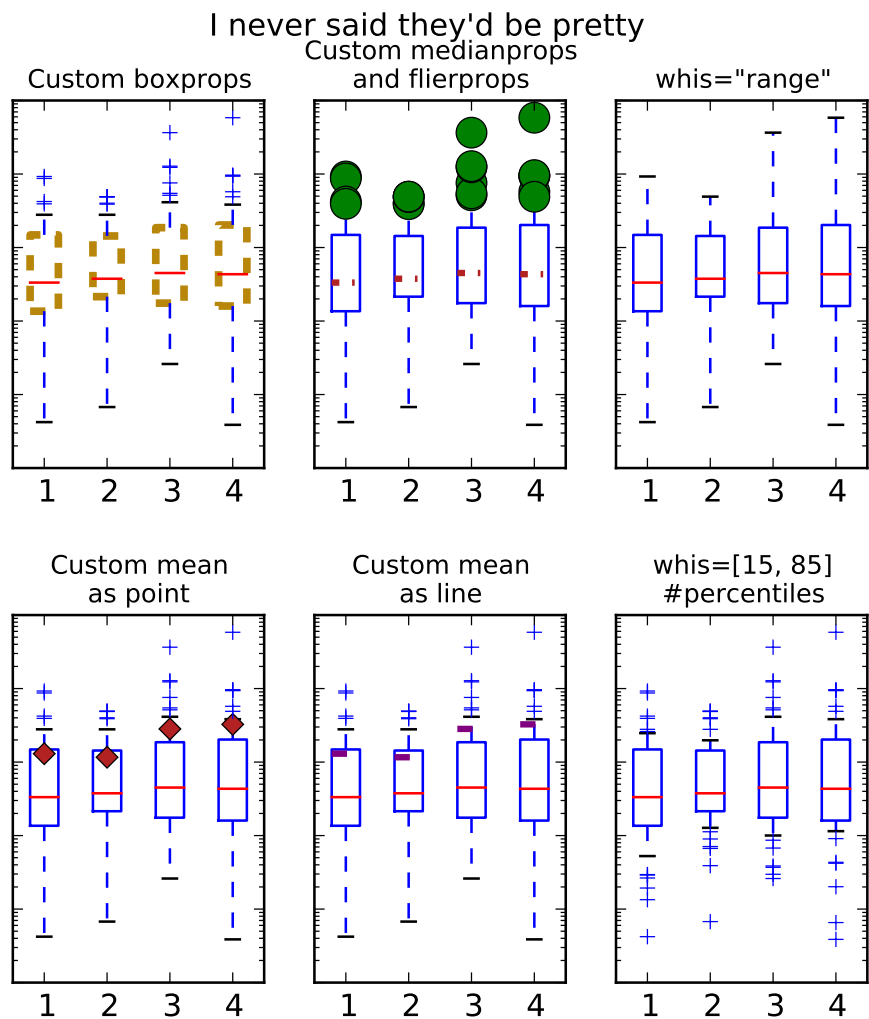 I never said they'd be pretty
Custom boxprops
Custom medianprops
and flierprops
whis="range"
1 2 3 4
1 2 3 4
1 2 3 4
Custom mean
as point
Custom mean
as line
whis=[15, 85]
#percentiles
1 2 3 4
1 2 3 4
1 2 3 4